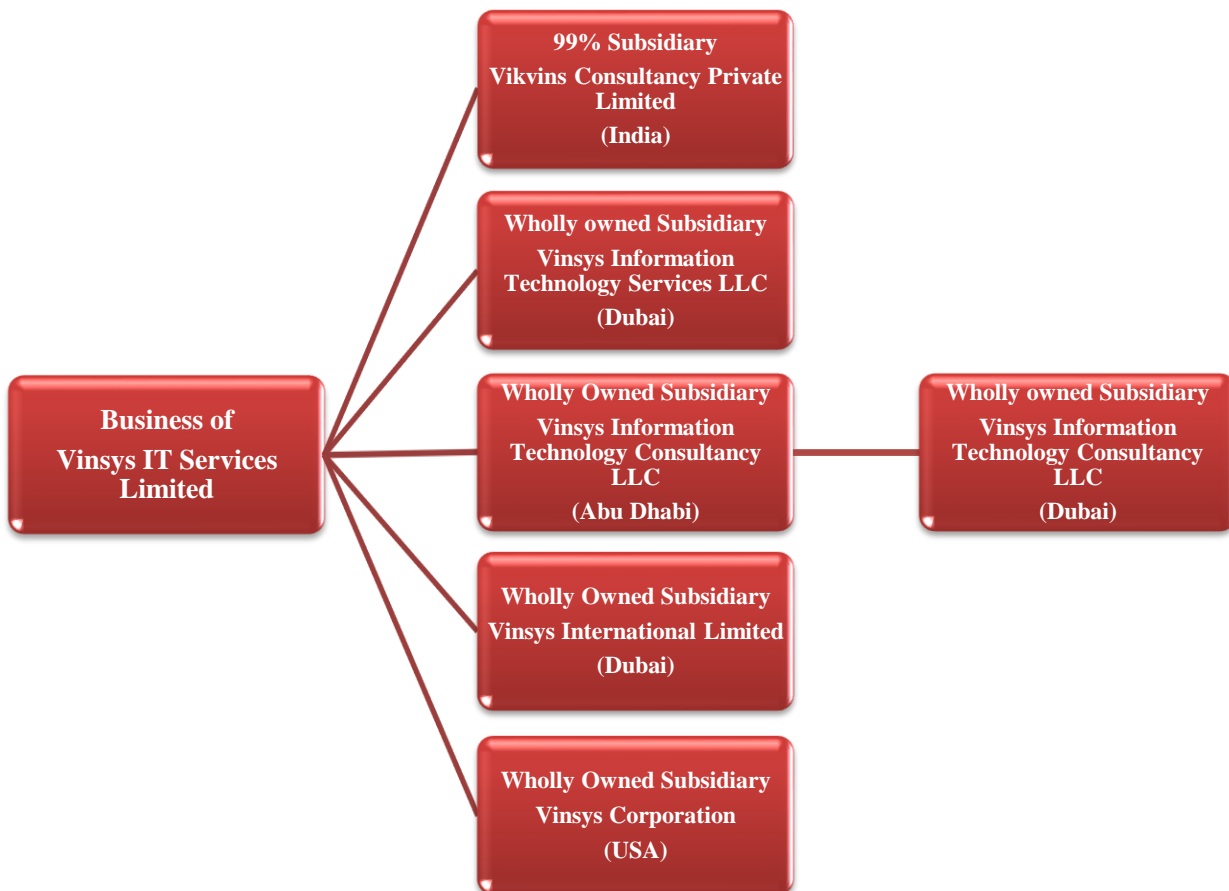 99% Subsidiary
Vikvins Consultancy Private
Limited
(India)
Wholly owned Subsidiary
Vinsys Information
Technology Services LLC
(Dubai)
Business of
Vinsys IT Services
Limited
Wholly Owned Subsidiary
Vinsys Information
Technology Consultancy
LLC
(Abu Dhabi)
Wholly owned Subsidiary
Vinsys Information
Technology Consultancy
LLC
(Dubai)
Wholly Owned Subsidiary
Vinsys International Limited
(Dubai)
Wholly Owned Subsidiary
Vinsys Corporation
(USA)